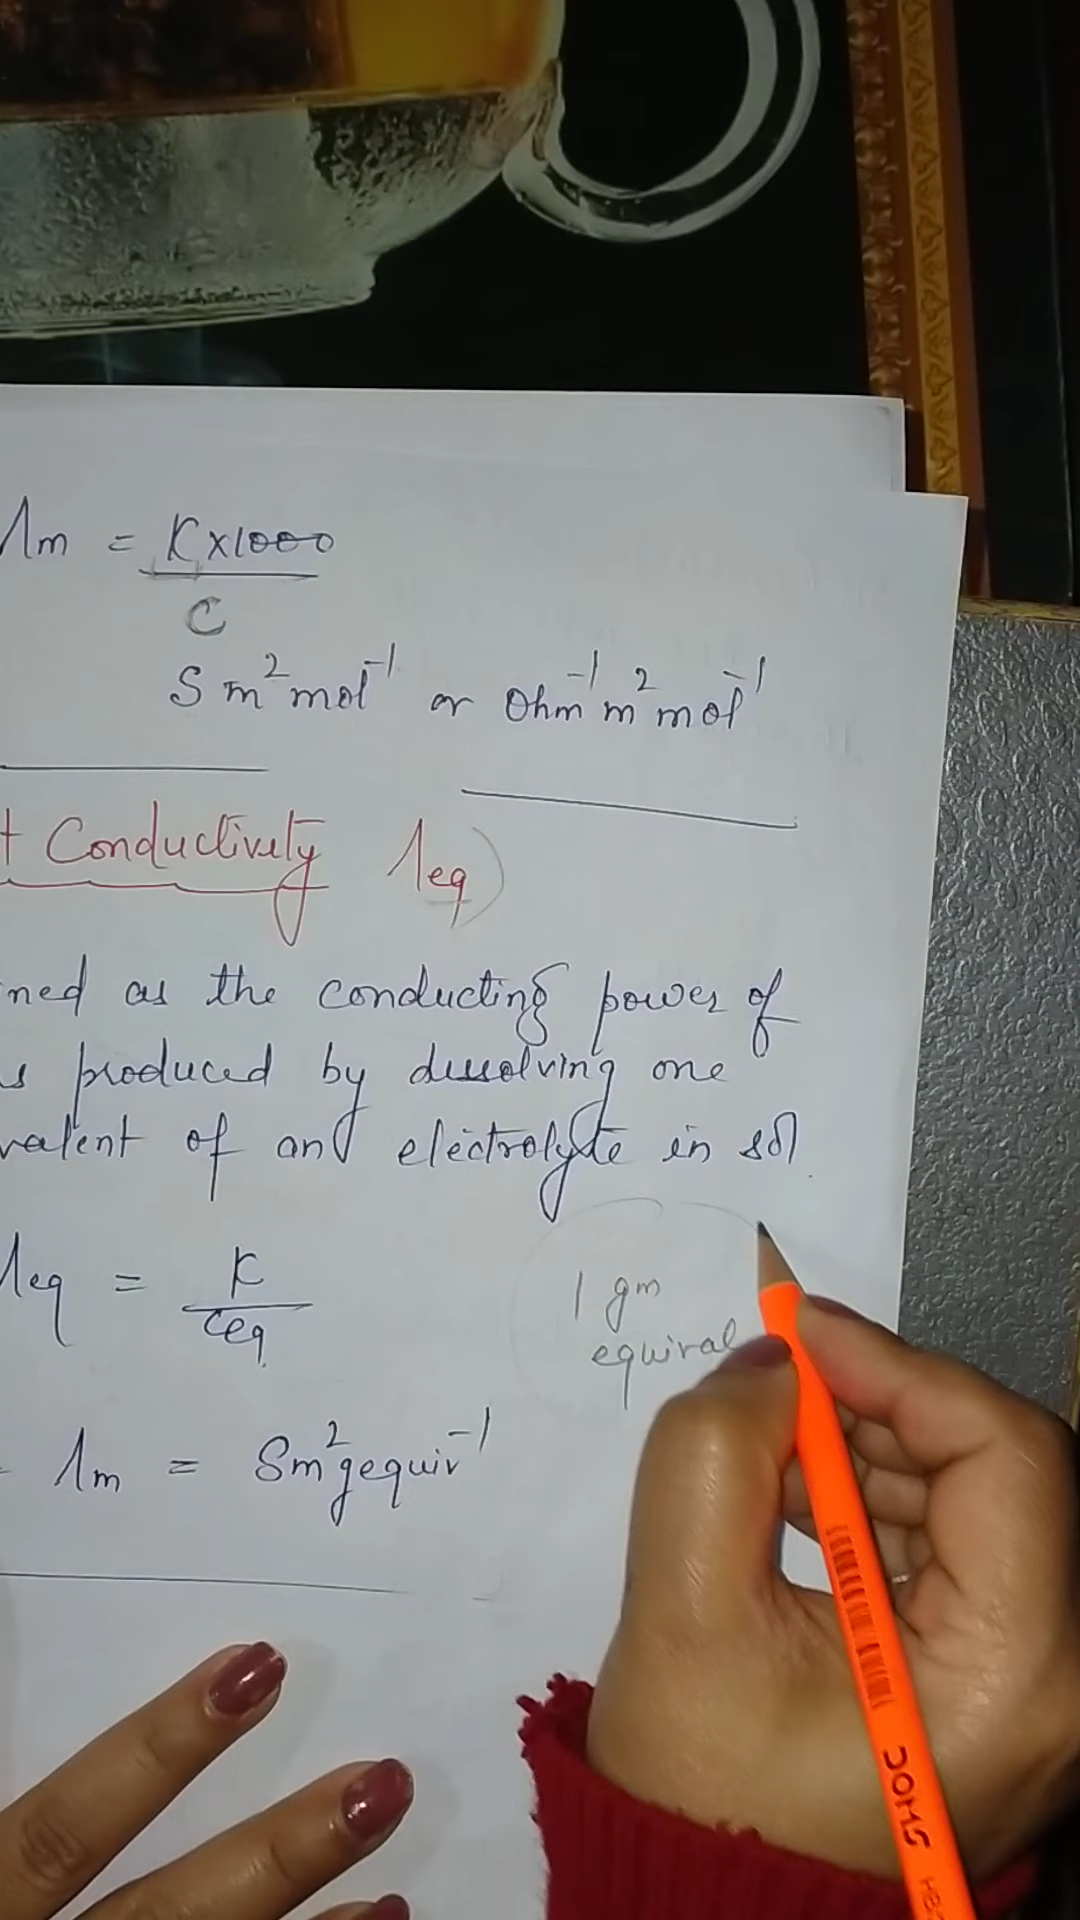 Λm = K×1000
C
S m² mol⁻¹ or Ohm⁻¹ m² mol⁻¹
t Conductivity Λeq)
ned as the conducting power of
s produced by dissolving one
valent of and electrolyte in sol
Λeq = K
Ceq
1 gm
equival
Λm = Sm² gequiv⁻¹
DOMS
HB